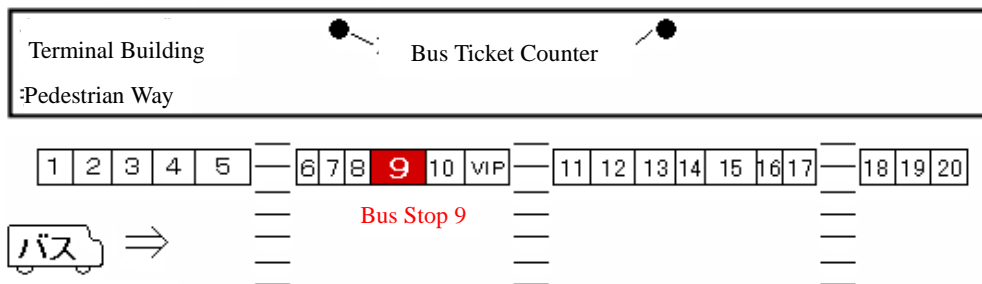 Terminal Building
Bus Ticket Counter
Pedestrian Way
1 2 3 4 5 6 7 8 9 10 VIP 11 12 13 14 15 16 17 18 19 20
Bus Stop 9
バス